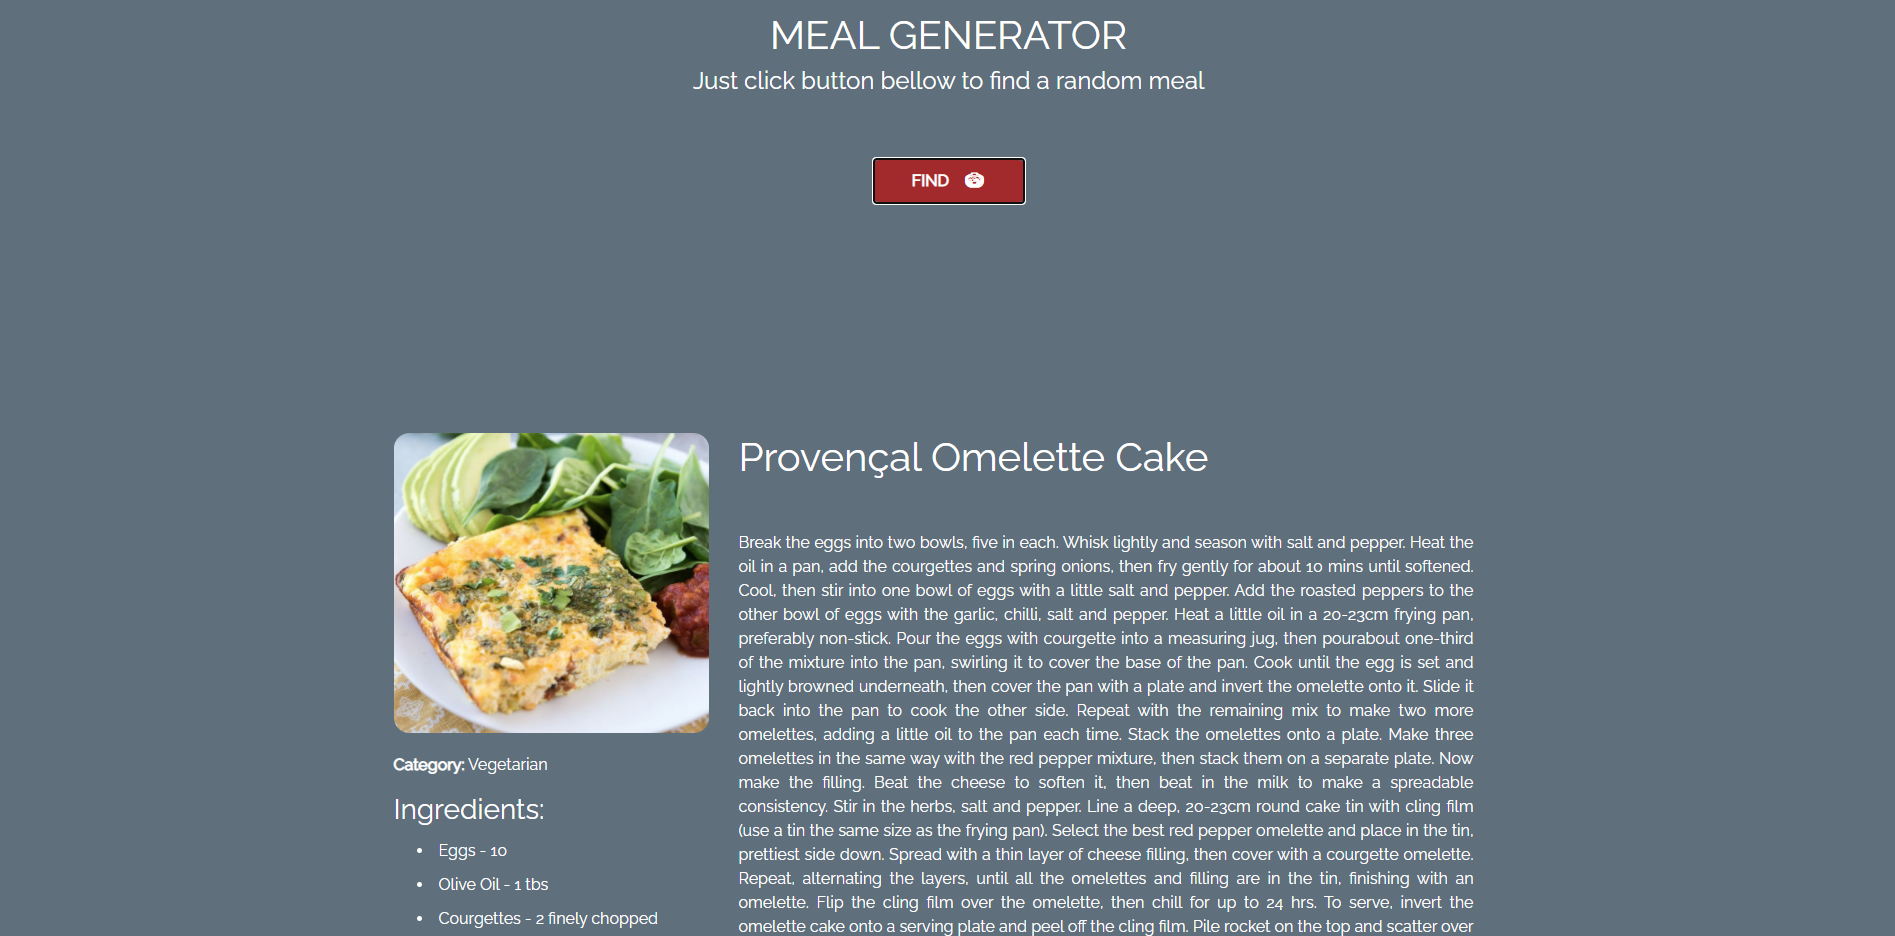 MEAL GENERATOR
Just click button bellow to find a random meal
FIND
Provençal Omelette Cake
Break the eggs into two bowls, five in each. Whisk lightly and season with salt and pepper. Heat the
oil in a pan, add the courgettes and spring onions, then fry gently for about 10 mins until softened.
Cool, then stir into one bowl of eggs with a little salt and pepper. Add the roasted peppers to the
other bowl of eggs with the garlic, chilli, salt and pepper. Heat a little oil in a 20-23cm frying pan,
preferably non-stick. Pour the eggs with courgette into a measuring jug, then pourabout one-third
of the mixture into the pan, swirling it to cover the base of the pan. Cook until the egg is set and
lightly browned underneath, then cover the pan with a plate and invert the omelette onto it. Slide it
back into the pan to cook the other side. Repeat with the remaining mix to make two more
omelettes, adding a little oil to the pan each time. Stack the omelettes onto a plate. Make three
omelettes in the same way with the red pepper mixture, then stack them on a separate plate. Now
make the filling. Beat the cheese to soften it, then beat in the milk to make a spreadable
consistency. Stir in the herbs, salt and pepper. Line a deep, 20-23cm round cake tin with cling film
(use a tin the same size as the frying pan). Select the best red pepper omelette and place in the tin,
prettiest side down. Spread with a thin layer of cheese filling, then cover with a courgette omelette.
Repeat, alternating the layers, until all the omelettes and filling are in the tin, finishing with an
omelette. Flip the cling film over the omelette, then chill for up to 24 hrs. To serve, invert the
omelette cake onto a serving plate and peel off the cling film. Pile rocket on the top and scatter over
Category: Vegetarian
Ingredients:
• Eggs - 10
• Olive Oil - 1 tbs
• Courgettes - 2 finely chopped